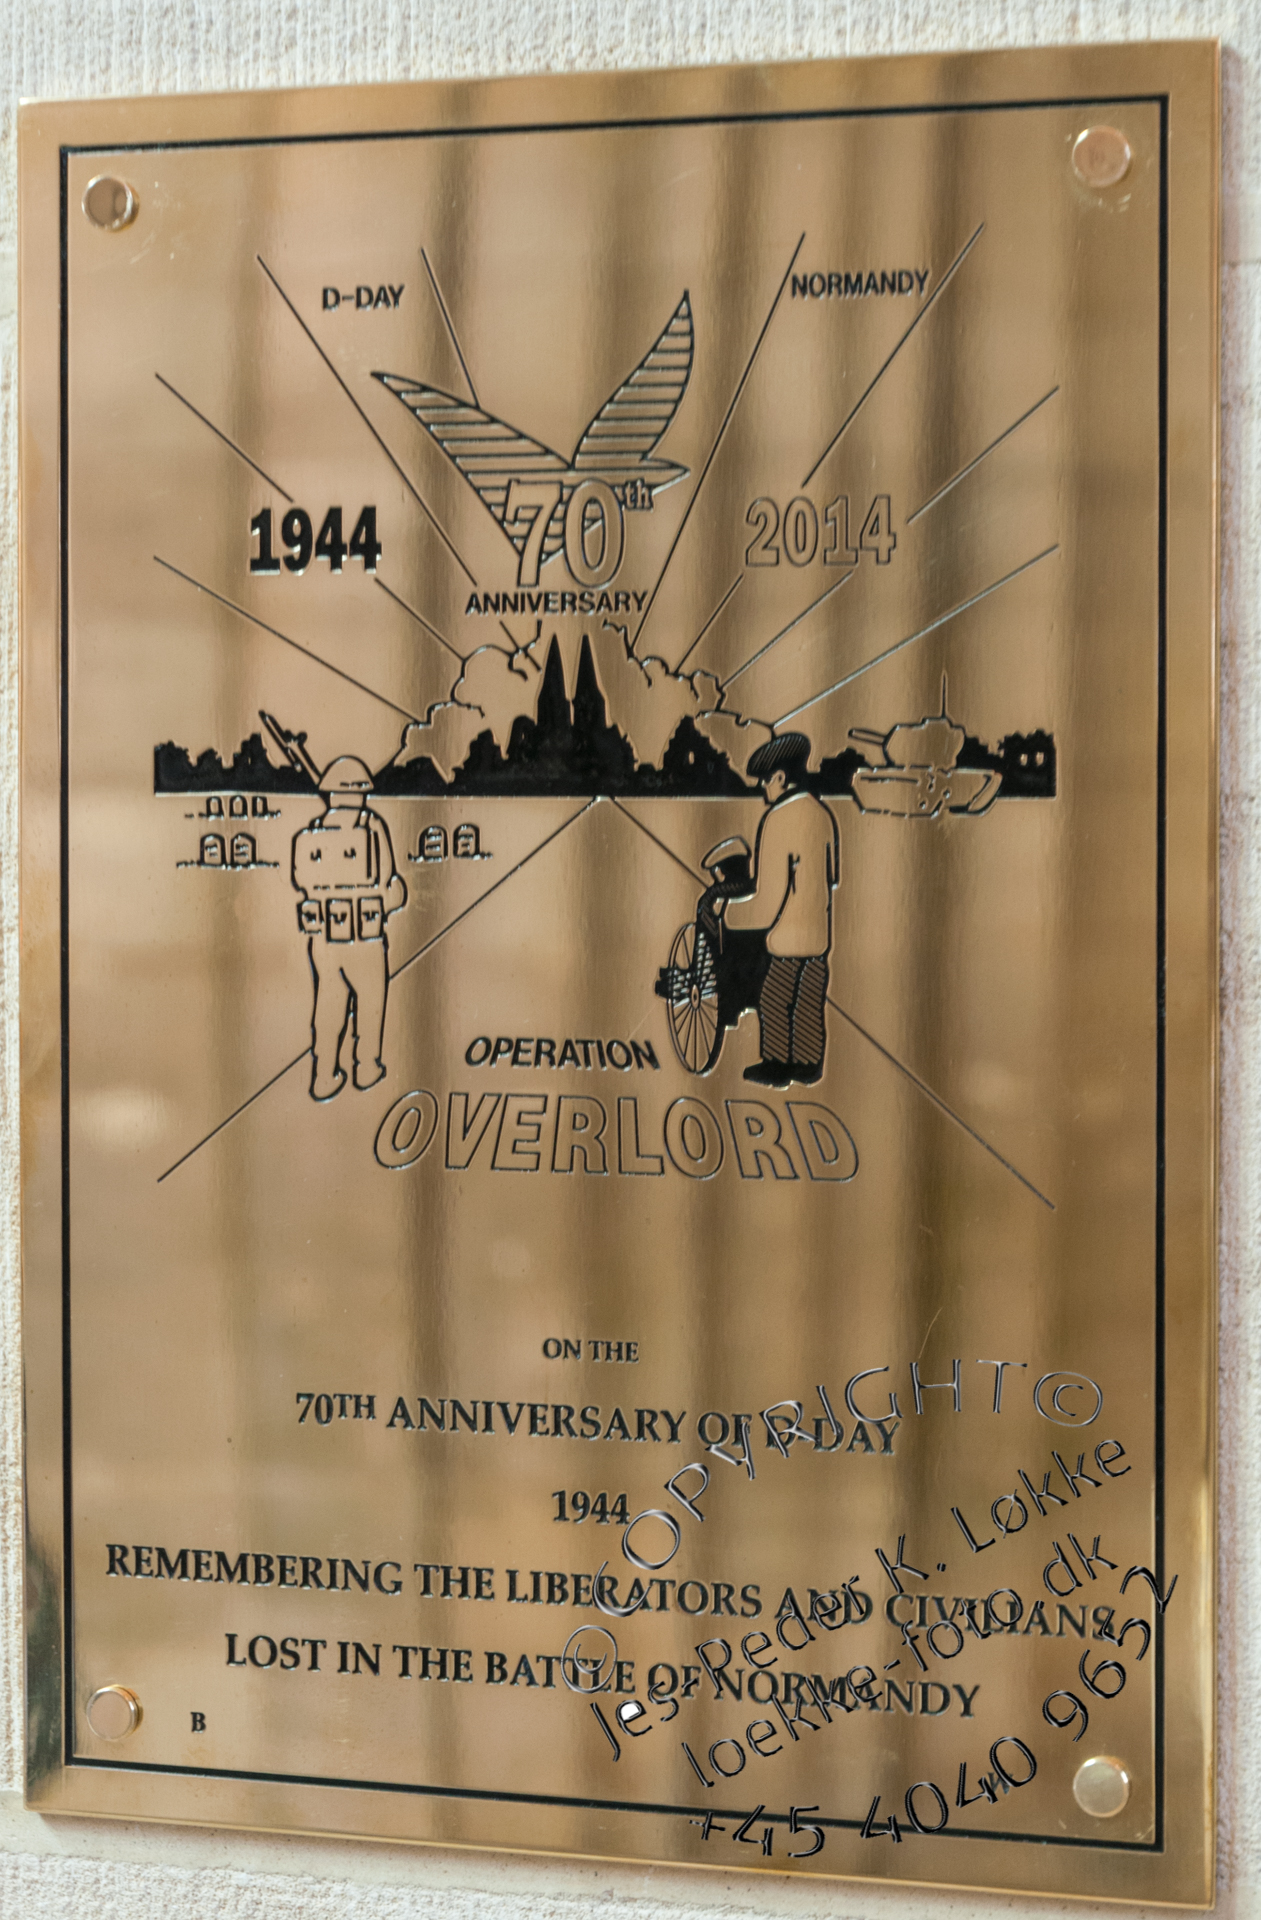 D-DAY
NORMANDY
1944
70th
2014
ANNIVERSARY
OPERATION
OVERLORD
ON THE
70TH ANNIVERSARY OF D-DAY
1944
REMEMBERING THE LIBERATORS AND CIVILIANS
LOST IN THE BATTLE OF NORMANDY
B
© COPYRIGHT ©
Jes-Peder K. Løkke
loekke-foto.dk
+45 4040 9652